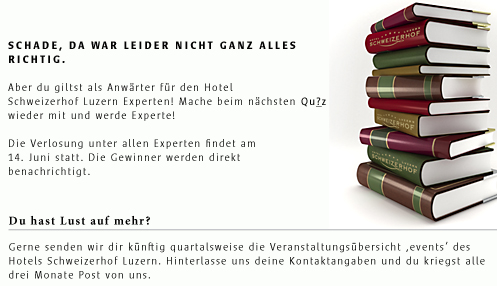 SCHADE, DA WAR LEIDER NICHT GANZ ALLES
RICHTIG.
Aber du giltst als Anwärter für den Hotel
Schweizerhof Luzern Experten! Mache beim nächsten Qu?z
wieder mit und werde Experte!
Die Verlosung unter allen Experten findet am
14. Juni statt. Die Gewinner werden direkt
benachrichtigt.
SCHWEIZERHOF
SCHWEIZERHOF
SCHWEIZERHOF
Du hast Lust auf mehr?
Gerne senden wir dir künftig quartalsweise die Veranstaltungsübersicht ‚events‘ des
Hotels Schweizerhof Luzern. Hinterlasse uns deine Kontaktangaben und du kriegst alle
drei Monate Post von uns.